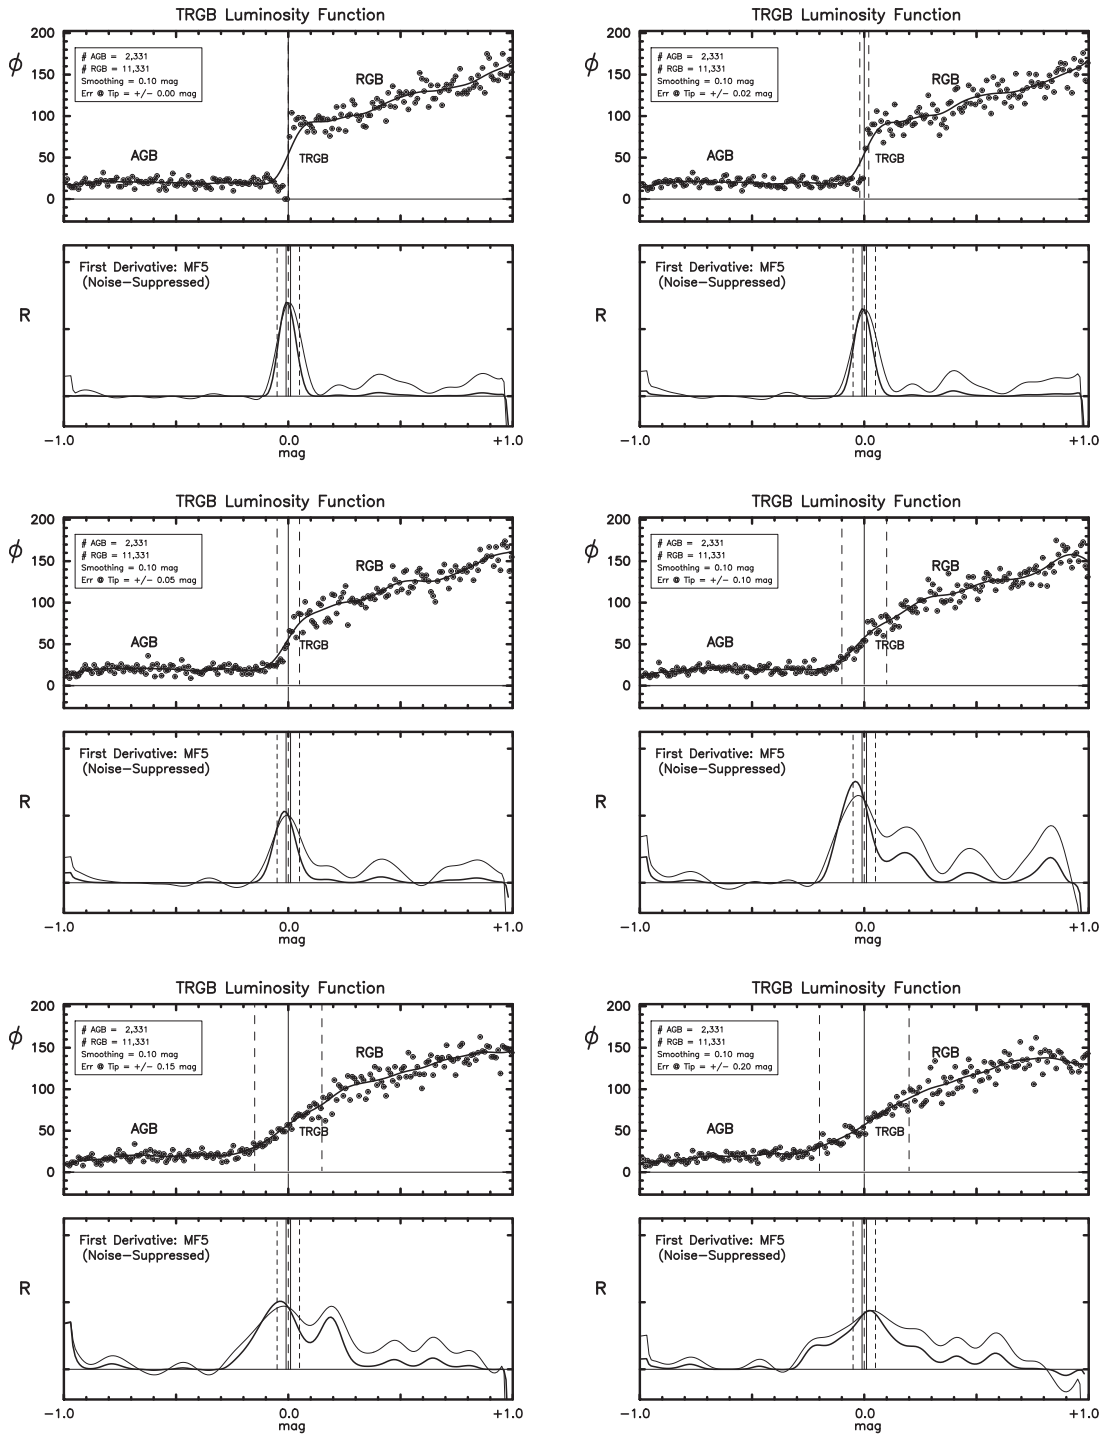 TRGB Luminosity Function
TRGB Luminosity Function
200
150
100
50
0
ϕ
# AGB = 2,331
# RGB = 11,331
Smoothing = 0.10 mag
Err @ Tip = +/- 0.00 mag
RGB
AGB
TRGB
ϕ
# AGB = 2,331
# RGB = 11,331
Smoothing = 0.10 mag
Err @ Tip = +/- 0.02 mag
RGB
AGB
TRGB
200
150
100
50
0
First Derivative: MF5
(Noise-Suppressed)
R
-1.0 0.0 +1.0
mag
First Derivative: MF5
(Noise-Suppressed)
R
-1.0 0.0 +1.0
mag
TRGB Luminosity Function
TRGB Luminosity Function
200
150
100
50
0
ϕ
# AGB = 2,331
# RGB = 11,331
Smoothing = 0.10 mag
Err @ Tip = +/- 0.05 mag
RGB
AGB
TRGB
ϕ
# AGB = 2,331
# RGB = 11,331
Smoothing = 0.10 mag
Err @ Tip = +/- 0.10 mag
RGB
AGB
TRGB
200
150
100
50
0
First Derivative: MF5
(Noise-Suppressed)
R
-1.0 0.0 +1.0
mag
First Derivative: MF5
(Noise-Suppressed)
R
-1.0 0.0 +1.0
mag
TRGB Luminosity Function
TRGB Luminosity Function
200
150
100
50
0
ϕ
# AGB = 2,331
# RGB = 11,331
Smoothing = 0.10 mag
Err @ Tip = +/- 0.15 mag
RGB
AGB
TRGB
ϕ
# AGB = 2,331
# RGB = 11,331
Smoothing = 0.10 mag
Err @ Tip = +/- 0.20 mag
RGB
AGB
TRGB
200
150
100
50
0
First Derivative: MF5
(Noise-Suppressed)
R
-1.0 0.0 +1.0
mag
First Derivative: MF5
(Noise-Suppressed)
R
-1.0 0.0 +1.0
mag